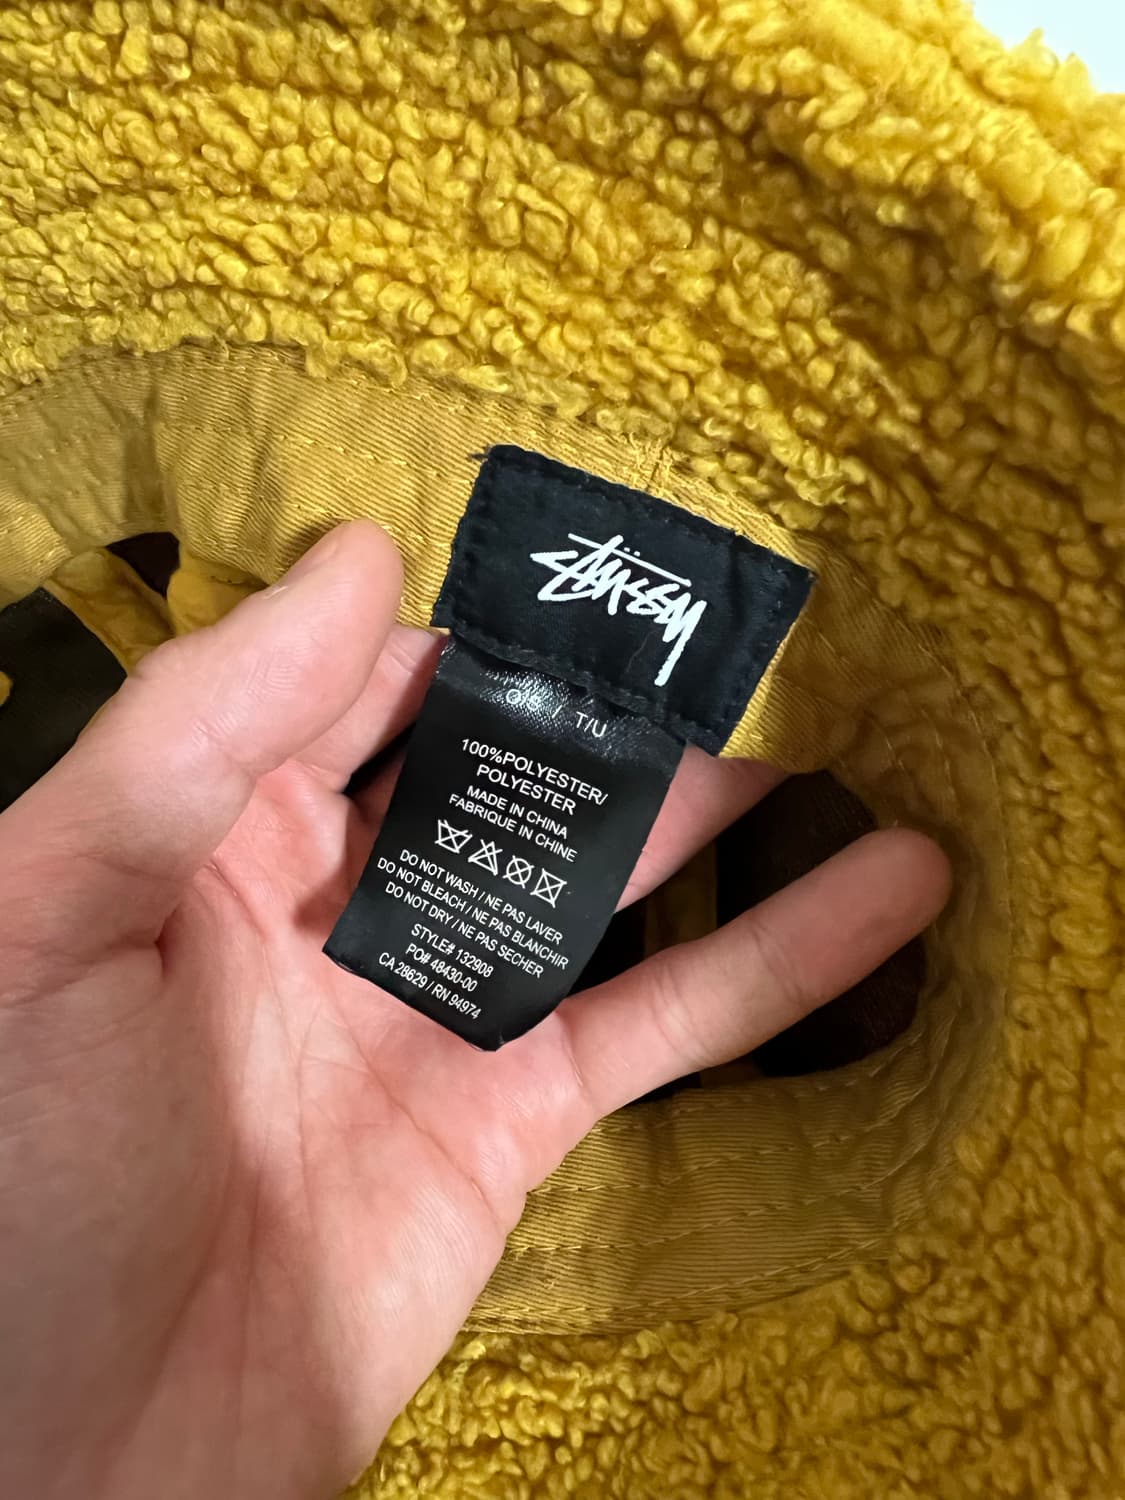 STÜSSY
O/S / T/U
100%POLYESTER/
POLYESTER
MADE IN CHINA
FABRIQUE IN CHINE
DO NOT WASH / NE PAS LAVER
DO NOT BLEACH / NE PAS BLANCHIR
DO NOT DRY / NE PAS SECHER
STYLE# 132908
PO# 48430-00
CA 28629 / RN 94974